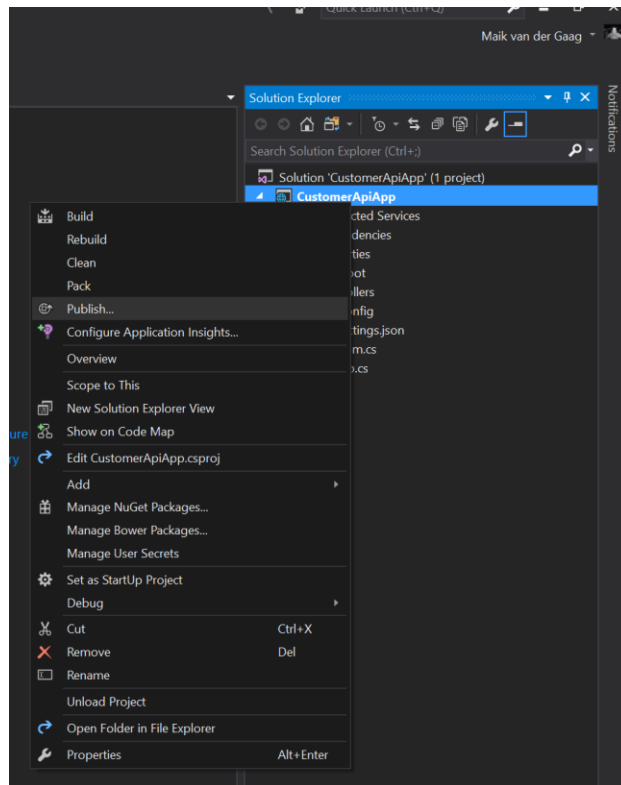 Quick Launch (Ctrl+Q)
Maik van der Gaag
Notifications
Solution Explorer
Search Solution Explorer (Ctrl+;)
Solution 'CustomerApiApp' (1 project)
CustomerApiApp
cted Services
dencies
ties
oot
llers
nfig
tings.json
m.cs
.cs
ure
ry
Build
Rebuild
Clean
Pack
Publish...
Configure Application Insights...
Overview
Scope to This
New Solution Explorer View
Show on Code Map
Edit CustomerApiApp.csproj
Add
Manage NuGet Packages...
Manage Bower Packages...
Manage User Secrets
Set as StartUp Project
Debug
Cut Ctrl+X
Remove Del
Rename
Unload Project
Open Folder in File Explorer
Properties Alt+Enter